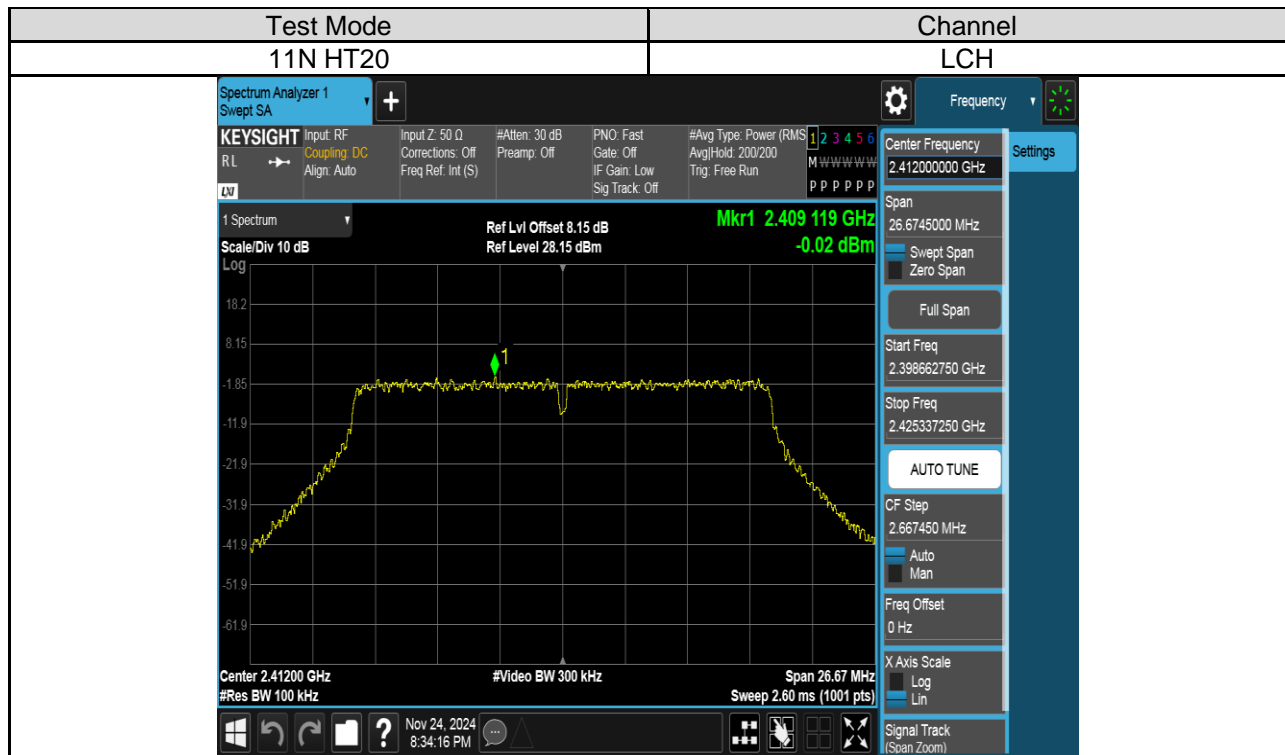 Test Mode Channel
11N HT20 LCH
Spectrum Analyzer 1
Swept SA
+
Frequency
KEYSIGHT
RL
LXI
Input: RF
Coupling: DC
Align: Auto
Input Z: 50 Ω
Corrections: Off
Freq Ref: Int (S)
#Atten: 30 dB
Preamp: Off
PNO: Fast
Gate: Off
IF Gain: Low
Sig Track: Off
#Avg Type: Power (RMS
Avg|Hold: 200/200
Trig: Free Run
1 2 3 4 5 6
M W W W W W
P P P P P P
1 Spectrum
Scale/Div 10 dB
Ref Lvl Offset 8.15 dB
Ref Level 28.15 dBm
Mkr1 2.409 119 GHz
-0.02 dBm
Log
18.2
8.15
-1.85
-11.9
-21.9
-31.9
-41.9
-51.9
-61.9
1
Center 2.41200 GHz
#Res BW 100 kHz
#Video BW 300 kHz
Span 26.67 MHz
Sweep 2.60 ms (1001 pts)
?
Nov 24, 2024
8:34:16 PM
Center Frequency
2.412000000 GHz
Span
26.6745000 MHz
Swept Span
Zero Span
Full Span
Start Freq
2.398662750 GHz
Stop Freq
2.425337250 GHz
AUTO TUNE
CF Step
2.667450 MHz
Auto
Man
Freq Offset
0 Hz
X Axis Scale
Log
Lin
Signal Track
(Span Zoom)
Settings